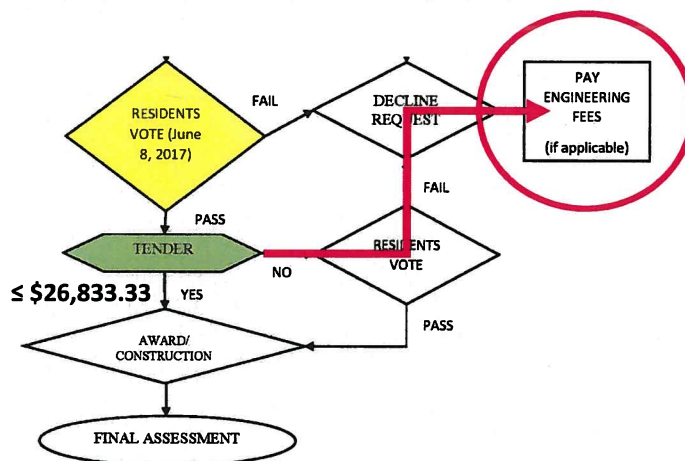 PAY
ENGINEERING
FEES
(if applicable)
FAIL
DECLINE
REQUEST
RESIDENTS
VOTE (June
8, 2017)
FAIL
PASS
TENDER
NO
RESIDENTS
VOTE
≤ $26,833.33
YES
PASS
AWARD/
CONSTRUCTION
FINAL ASSESSMENT